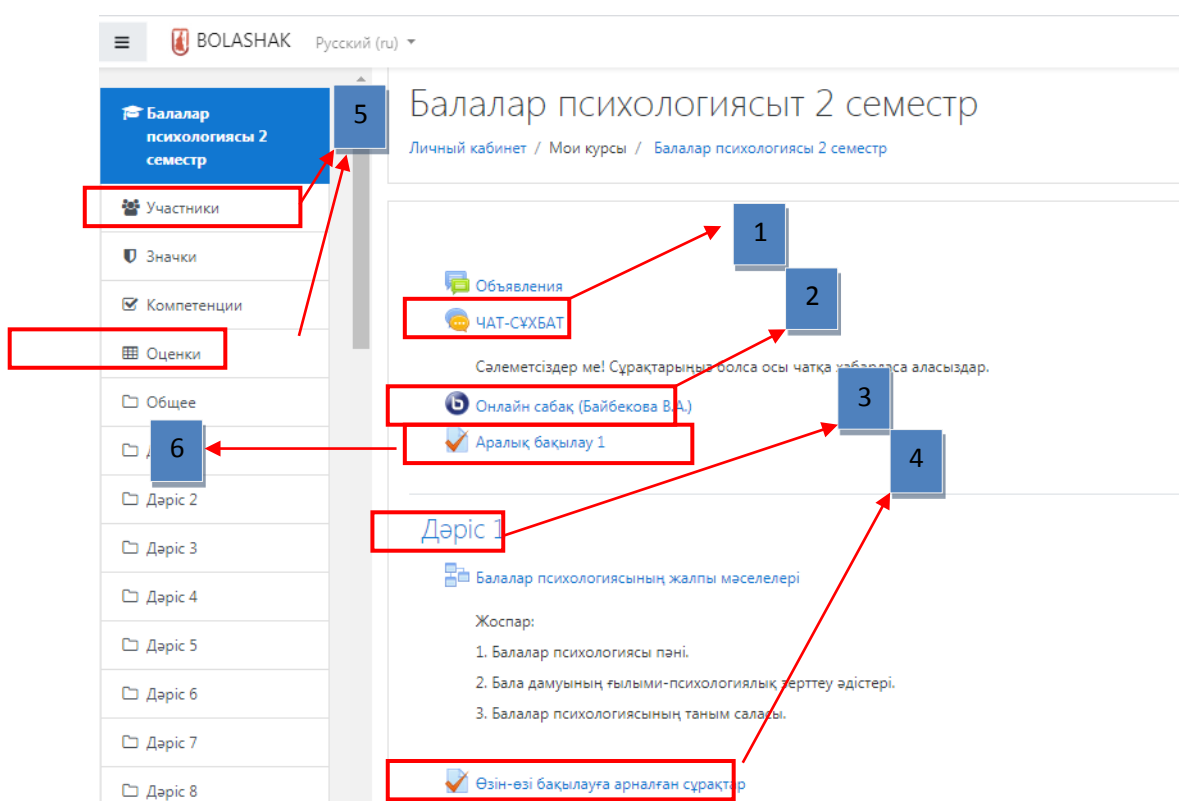 BOLASHAK Русский (ru)
Балалар
психологиясы 2
семестр
Участники
Значки
Компетенции
Оценки
Общее
Дәріс 2
Дәріс 3
Дәріс 4
Дәріс 5
Дәріс 6
Дәріс 7
Дәріс 8
5
6
Балалар психологиясыт 2 семестр
Личный кабинет / Мои курсы / Балалар психологиясы 2 семестр
1
2
3
4
Объявления
ЧАТ-СҰХБАТ
Сәлеметсіздер ме! Сұрақтарыңыз болса осы чатқа хабарласа аласыздар.
Онлайн сабақ (Байбекова В.А.)
Аралық бақылау 1
Дәріс 1
Балалар психологиясының жалпы мәселелері
Жоспар:
1. Балалар психологиясы пәні.
2. Бала дамуының ғылыми-психологиялық зерттеу әдістері.
3. Балалар психологиясының таным саласы.
Өзін-өзі бақылауға арналған сұрақтар